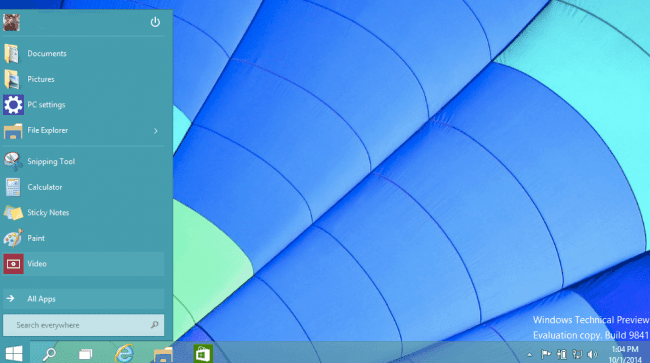 Documents
Pictures
PC settings
File Explorer
Snipping Tool
Calculator
Sticky Notes
Paint
Video
All Apps
Search everywhere
Windows Technical Preview
Evaluation copy. Build 9841
1:04 PM
10/1/2014